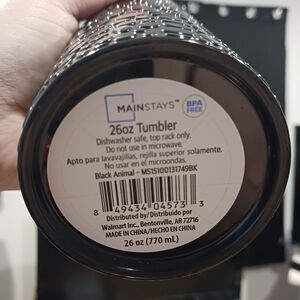 MAINSTAYS™
BPA
FREE
26oz Tumbler
Dishwasher safe, top rack only.
Do not use in microwave.
Apto para lavavajillas, rejilla superior solamente.
No usar en el microondas.
Black Animal - MS15100131749BK
8 49434 04573 3
Distributed by/Distribuido por
Walmart Inc., Bentonville, AR 72716
MADE IN CHINA/HECHO EN CHINA
26 oz (770 mL)